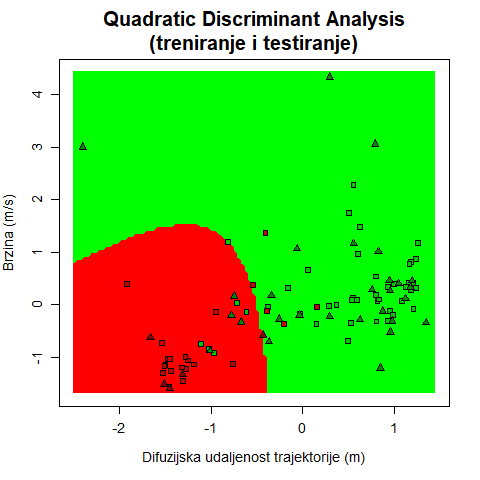 Quadratic Discriminant Analysis
(treniranje i testiranje)
Brzina (m/s)
4
3
2
1
0
-1
-2
-1
0
1
Difuzijska udaljenost trajektorije (m)